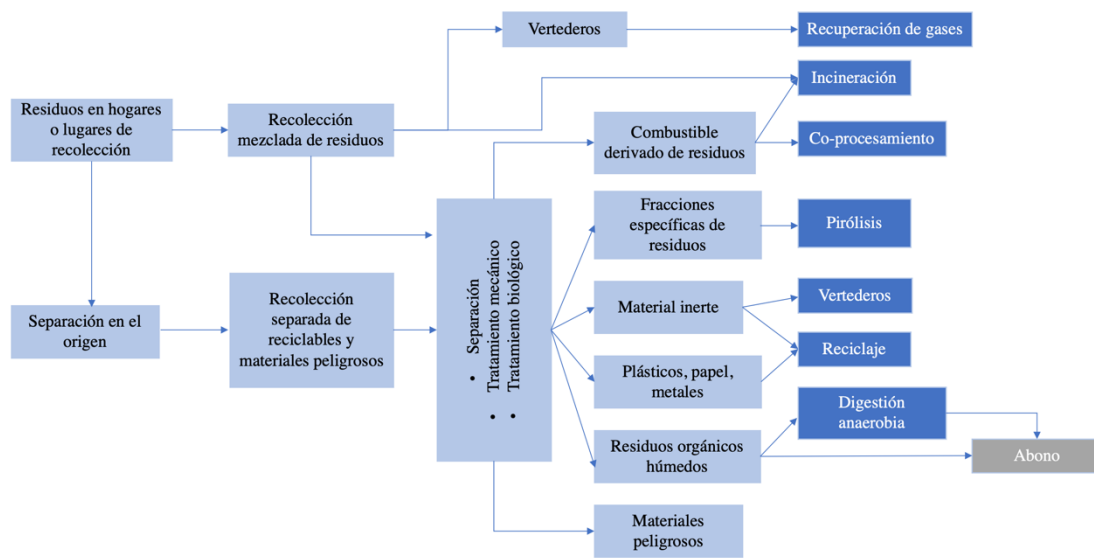 Vertederos
Recuperación de gases
Incineración
Residuos en hogares
o lugares de
recolección
Recolección
mezclada de residuos
Combustible
derivado de residuos
Co-procesamiento
Fracciones
específicas de
residuos
Pirólisis
Separación en el
origen
Recolección
separada de
reciclables y
materiales peligrosos
• Separación
Tratamiento mecánico
• Tratamiento biológico
•
Material inerte
Vertederos
Reciclaje
Plásticos, papel,
metales
Digestión
anaerobia
Residuos orgánicos
húmedos
Abono
Materiales
peligrosos